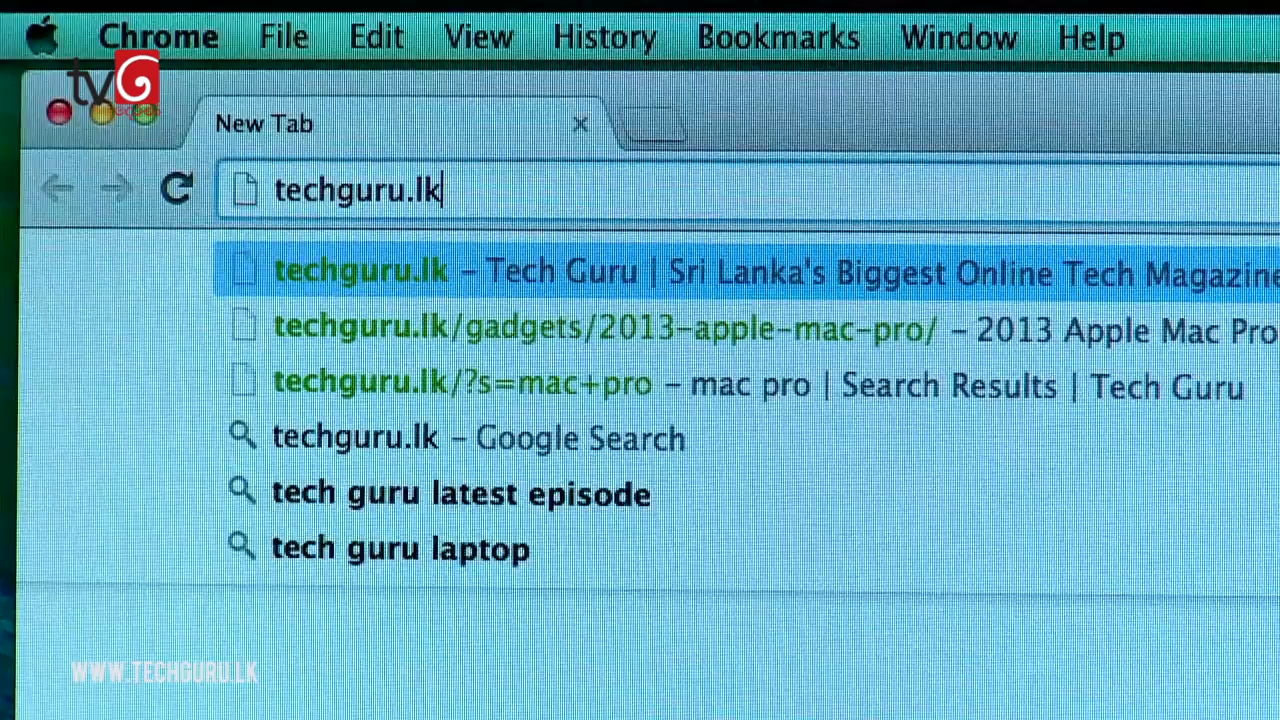 Chrome File Edit View History Bookmarks Window Help
tv
New Tab
techguru.lk
techguru.lk – Tech Guru | Sri Lanka's Biggest Online Tech Magazine
techguru.lk/gadgets/2013-apple-mac-pro/ – 2013 Apple Mac Pro
techguru.lk/?s=mac+pro – mac pro | Search Results | Tech Guru
techguru.lk – Google Search
tech guru latest episode
tech guru laptop
WWW.TECHGURU.LK